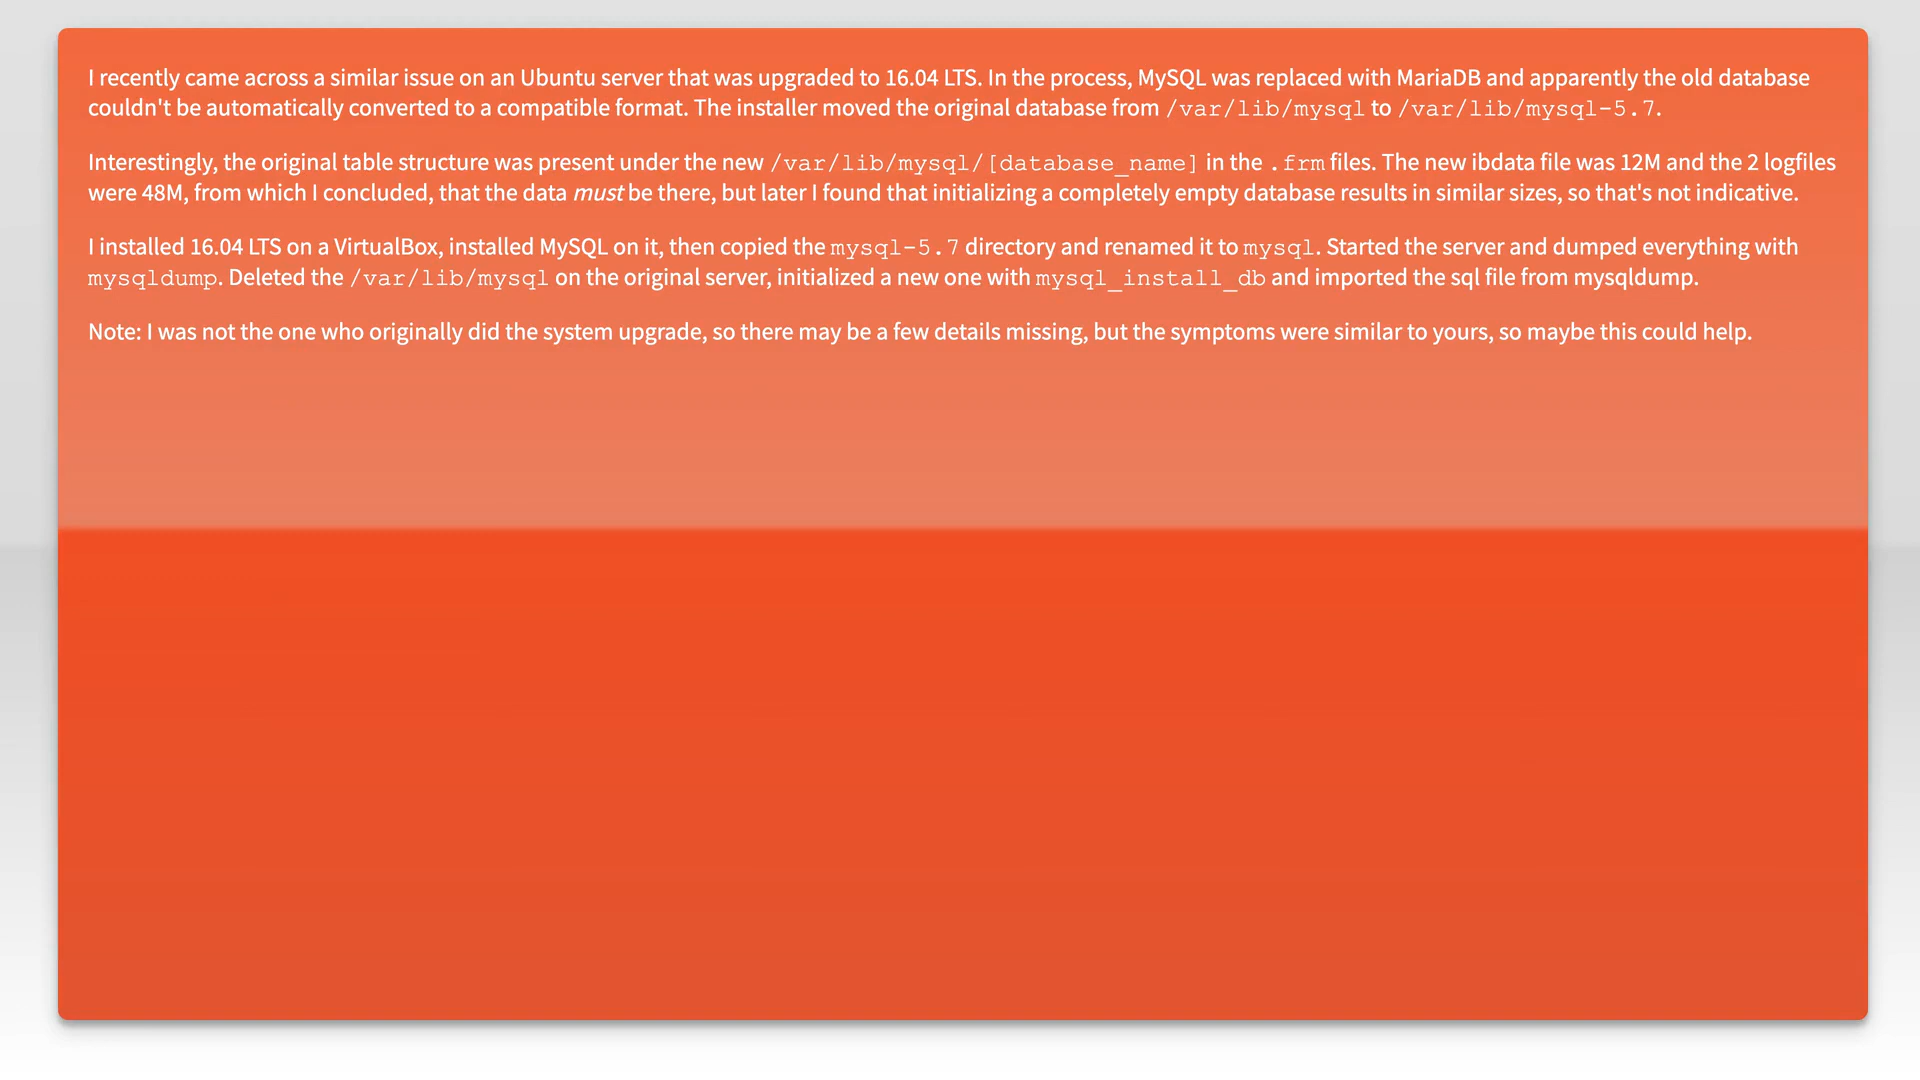 I recently came across a similar issue on an Ubuntu server that was upgraded to 16.04 LTS. In the process, MySQL was replaced with MariaDB and apparently the old database
couldn't be automatically converted to a compatible format. The installer moved the original database from /var/lib/mysql to /var/lib/mysql-5.7.
Interestingly, the original table structure was present under the new /var/lib/mysql/[database_name] in the .frm files. The new ibdata file was 12M and the 2 logfiles
were 48M, from which I concluded, that the data must be there, but later I found that initializing a completely empty database results in similar sizes, so that's not indicative.
I installed 16.04 LTS on a VirtualBox, installed MySQL on it, then copied the mysql-5.7 directory and renamed it to mysql. Started the server and dumped everything with
mysqldump. Deleted the /var/lib/mysql on the original server, initialized a new one with mysql_install_db and imported the sql file from mysqldump.
Note: I was not the one who originally did the system upgrade, so there may be a few details missing, but the symptoms were similar to yours, so maybe this could help.